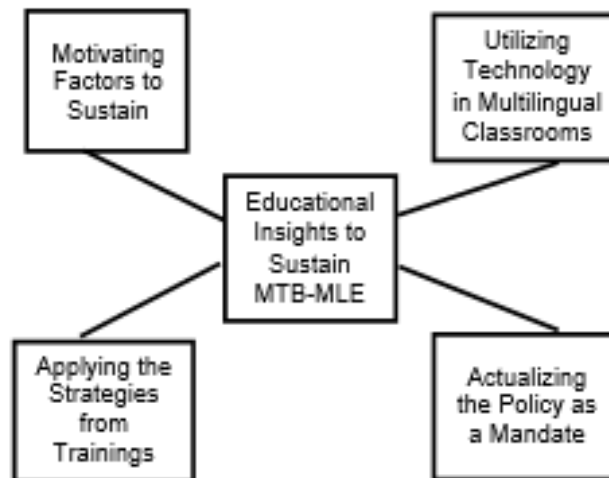 Motivating
Factors to
Sustain
Utilizing
Technology
in Multilingual
Classrooms
Educational
Insights to
Sustain
MTB-MLE
Applying the
Strategies
from
Trainings
Actualizing
the Policy as
a Mandate